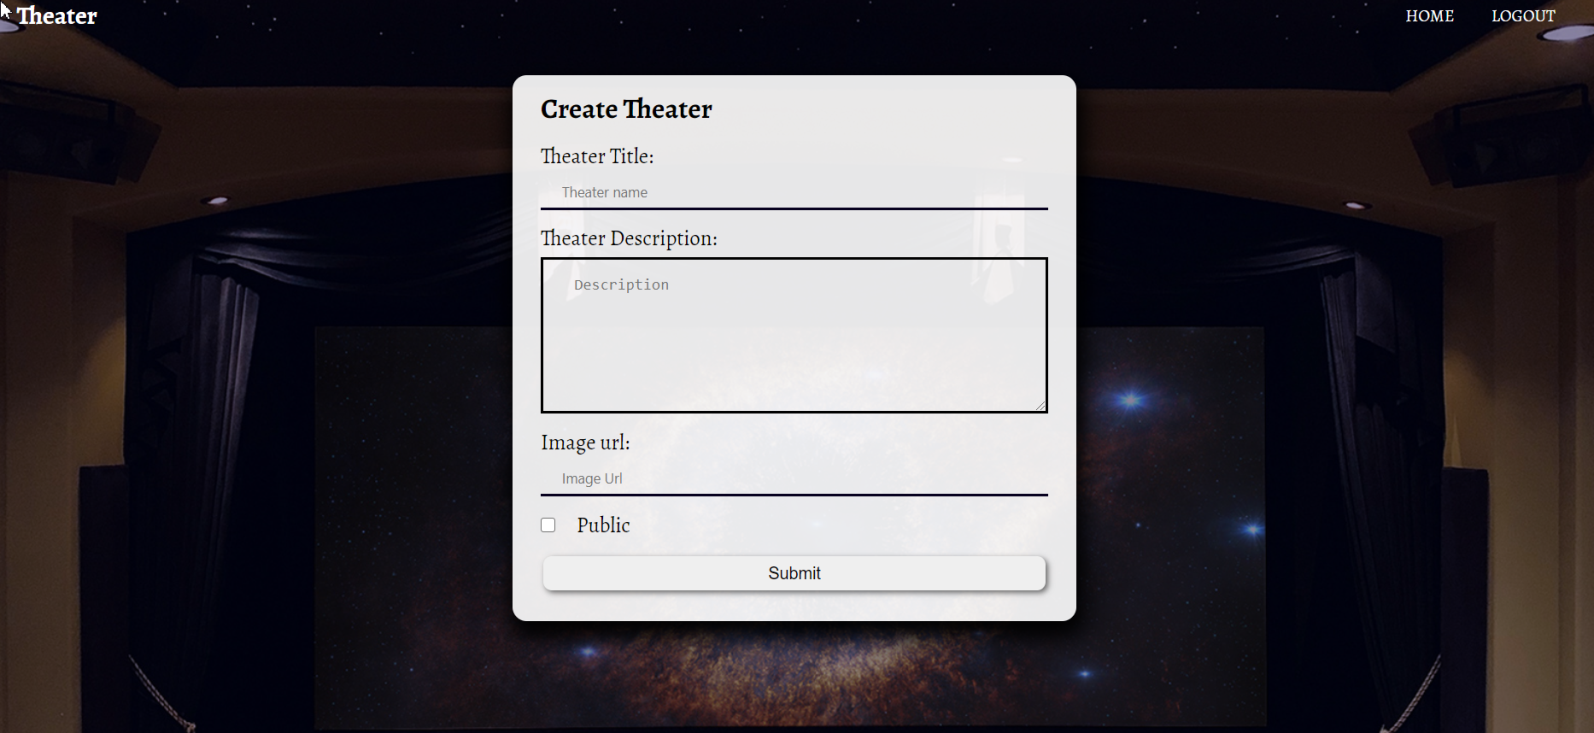 Theater
HOME LOGOUT
Create Theater
Theater Title:
Theater name
Theater Description:
Description
Image url:
Image Url
Public
Submit